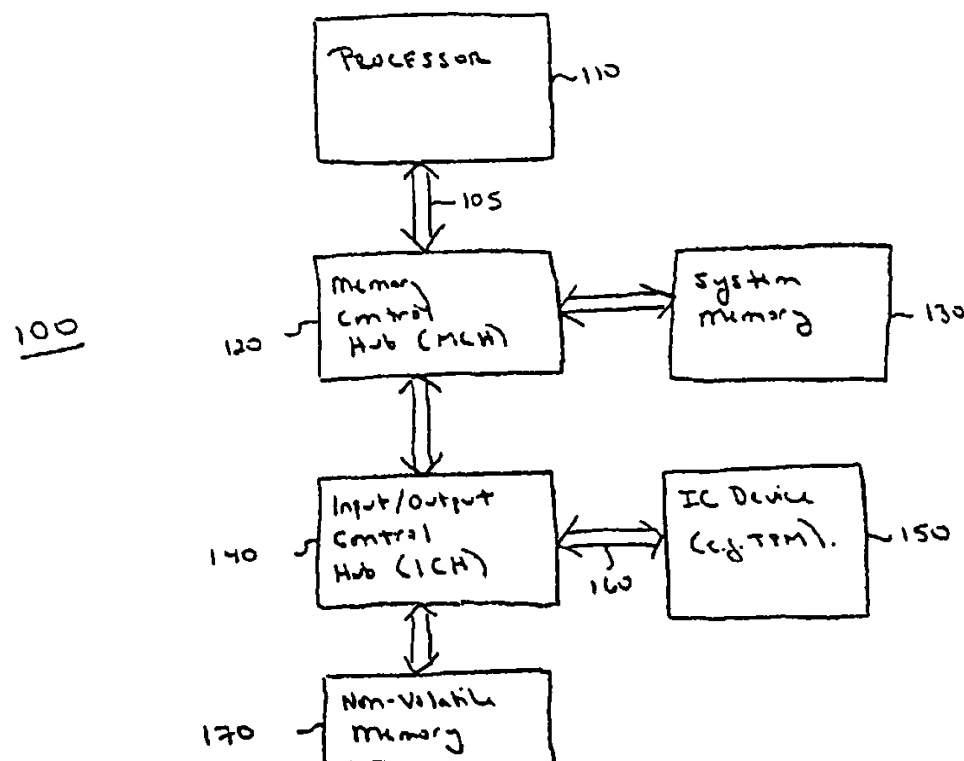 PROCESSOR
110
105
Memory
Control
Hub (MCH)
120
System
Memory
130
100
Input/Output
Control
Hub (ICH)
140
IC Device
(e.g. TPM).
150
160
Non-Volatile
Memory
170